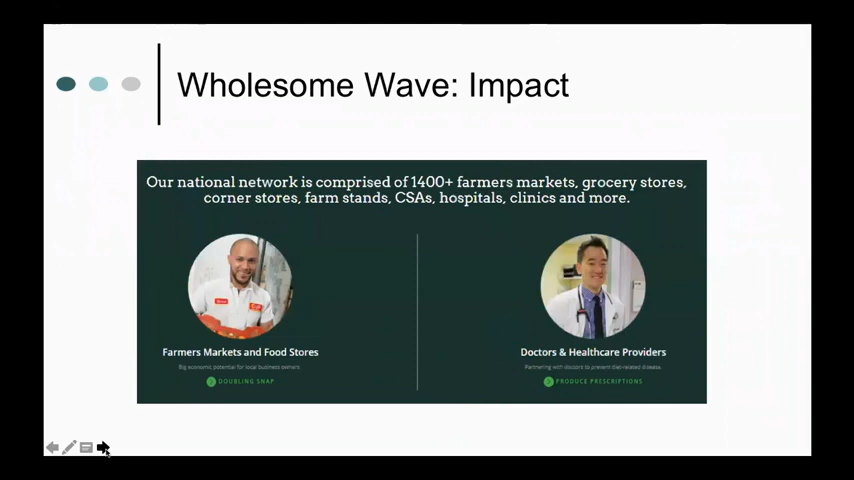 Wholesome Wave: Impact
Our national network is comprised of 1400+ farmers markets, grocery stores,
corner stores, farm stands, CSAs, hospitals, clinics and more.
Farmers Markets and Food Stores
Big economic potential for local business owners.
DOUBLING SNAP
Doctors & Healthcare Providers
Partnering with doctors to prevent diet-related disease.
PRODUCE PRESCRIPTIONS